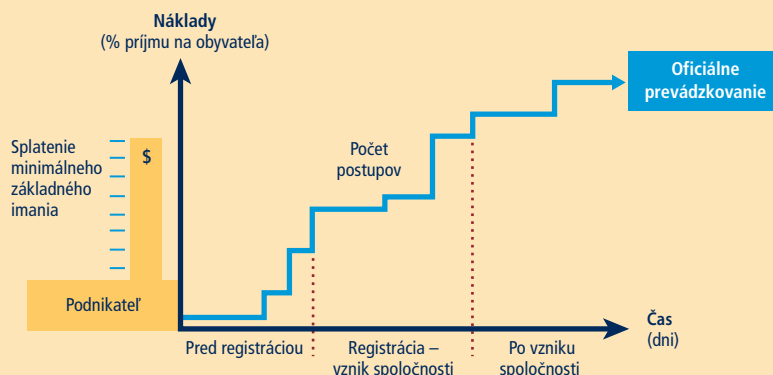 Náklady
(% príjmu na obyvateľa)
Oficiálne
prevádzkovanie
Splatenie
minimálneho
základného
imania
$
Počet
postupov
Podnikateľ
Čas
(dni)
Pred registráciou
Registrácia –
vznik spoločnosti
Po vzniku
spoločnosti